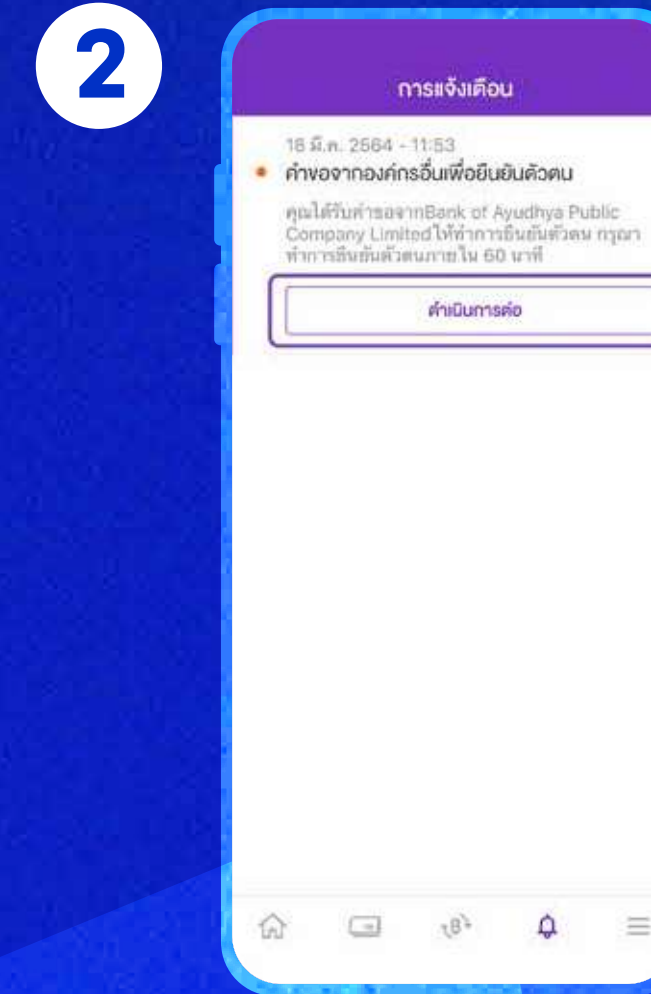 2
การแจ้งเตือน
16 มี.ค. 2564 - 11:53
คำขอจากองค์กรอื่นเพื่อยืนยันตัวตน
คุณได้รับคำขอจากBank of Ayudhya Public
Company Limitedให้ทำการยืนยันตัวตน กรุณา
ทำการยืนยันตัวตนภายใน 60 นาที
ดำเนินการต่อ